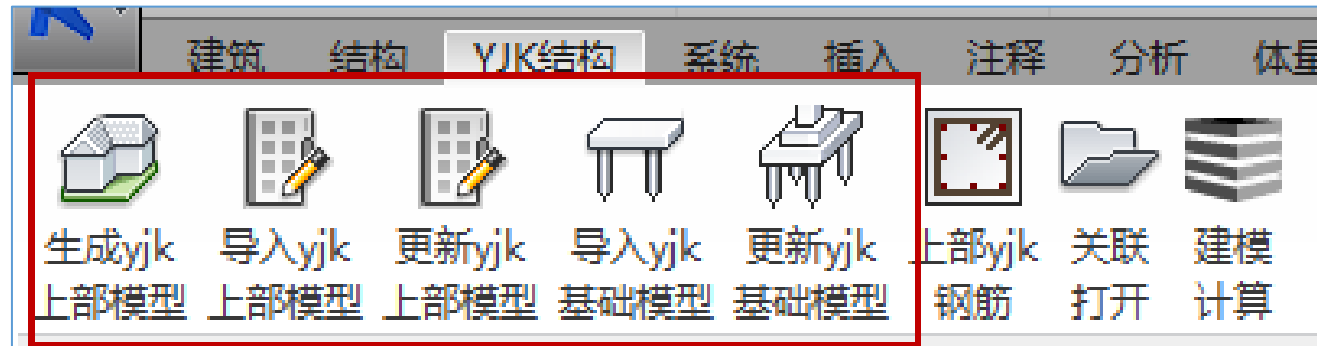 建筑 结构 YJK结构 系统 插入 注释 分析 体量
生成yjk 导入yjk 更新yjk 导入yjk 更新yjk 上部yjk 关联 建模
上部模型 上部模型 上部模型 基础模型 基础模型 钢筋 打开 计算